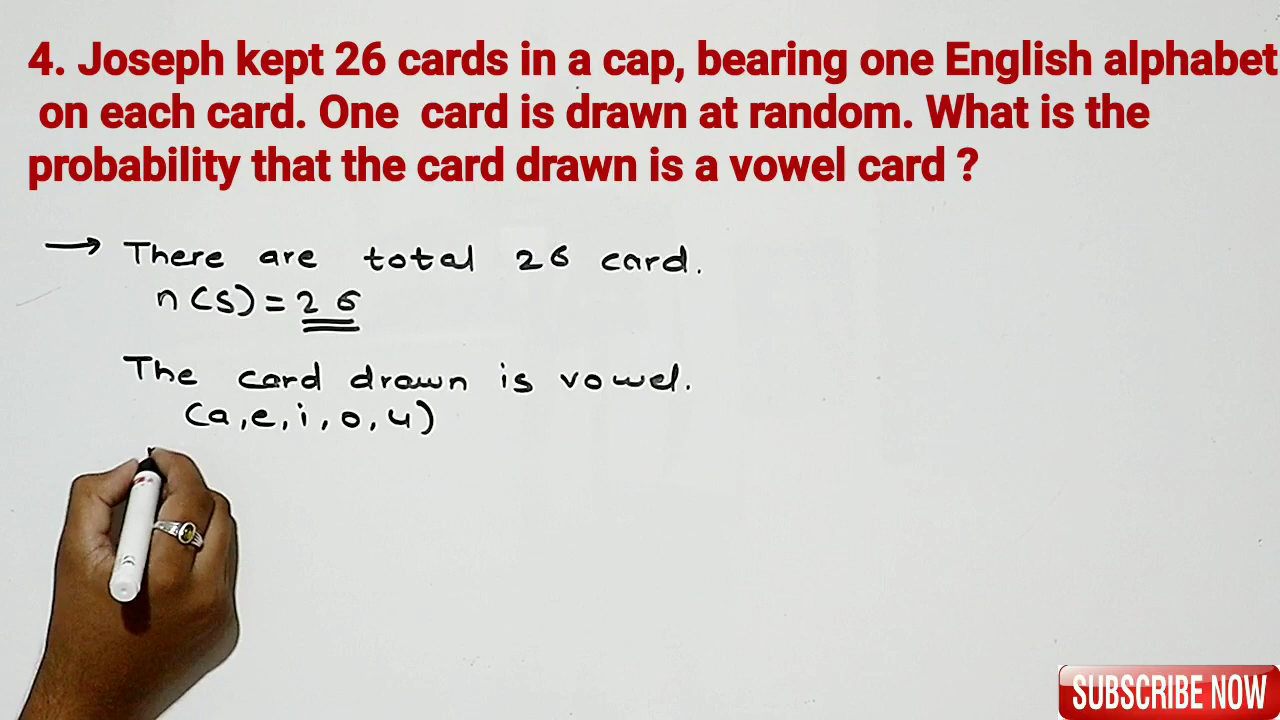 4. Joseph kept 26 cards in a cap, bearing one English alphabet
on each card. One card is drawn at random. What is the
probability that the card drawn is a vowel card ?
→ There are total 26 card.
n(S) = 26
The card drawn is vowel.
(a, e, i, o, u)
SUBSCRIBE NOW